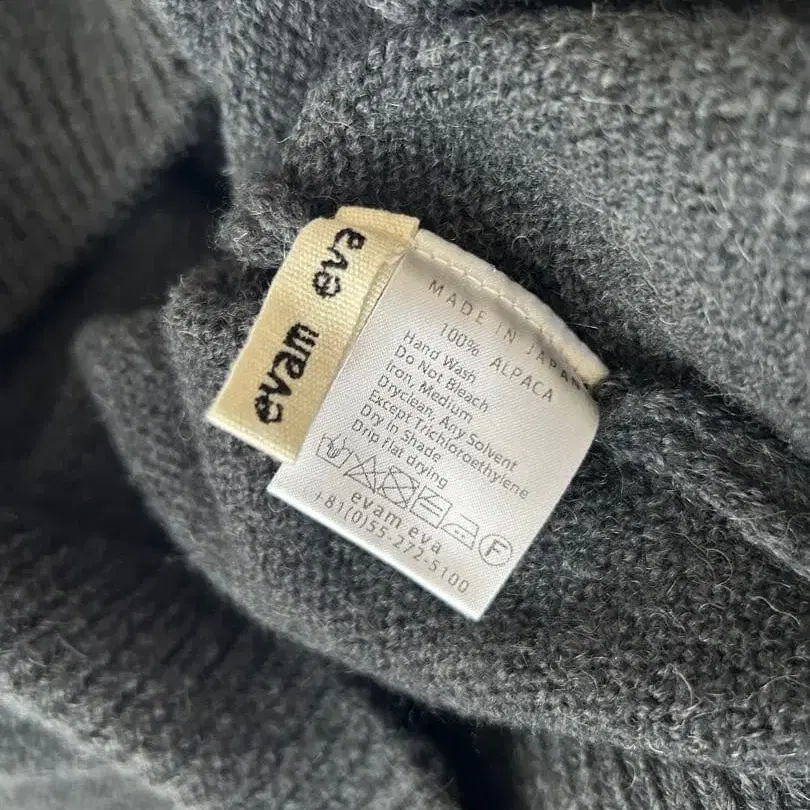 evam eva
MADE IN JAPAN
100% ALPACA
Hand Wash
Do Not Bleach
Iron, Medium
Dryclean, Any Solvent
Except Trichloroethylene
Dry in Shade
Drip flat drying
F
evam eva
+81(0)55-272-5100